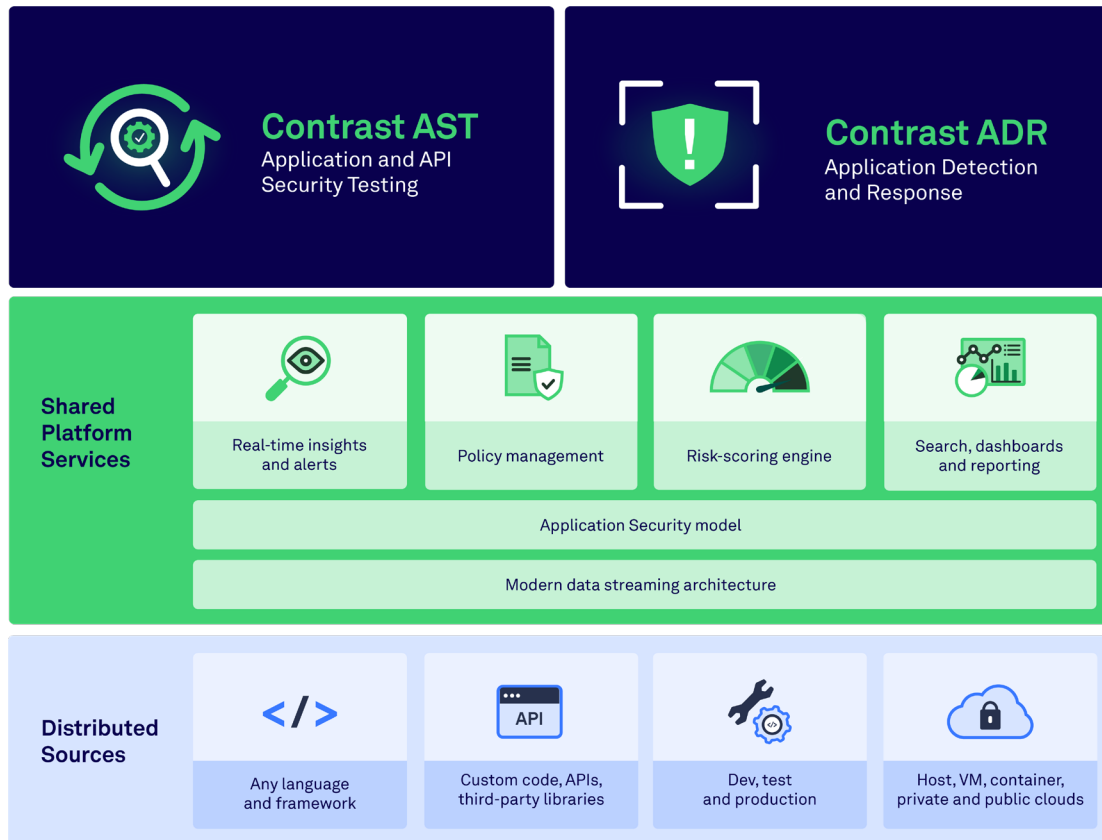 Contrast AST
Application and API
Security Testing
Contrast ADR
Application Detection
and Response
Shared
Platform
Services
Real-time insights
and alerts
Policy management
Risk-scoring engine
Search, dashboards
and reporting
Application Security model
Modern data streaming architecture
Distributed
Sources
</>
Any language
and framework
API
Custom code, APIs,
third-party libraries
</>
Dev, test
and production
Host, VM, container,
private and public clouds